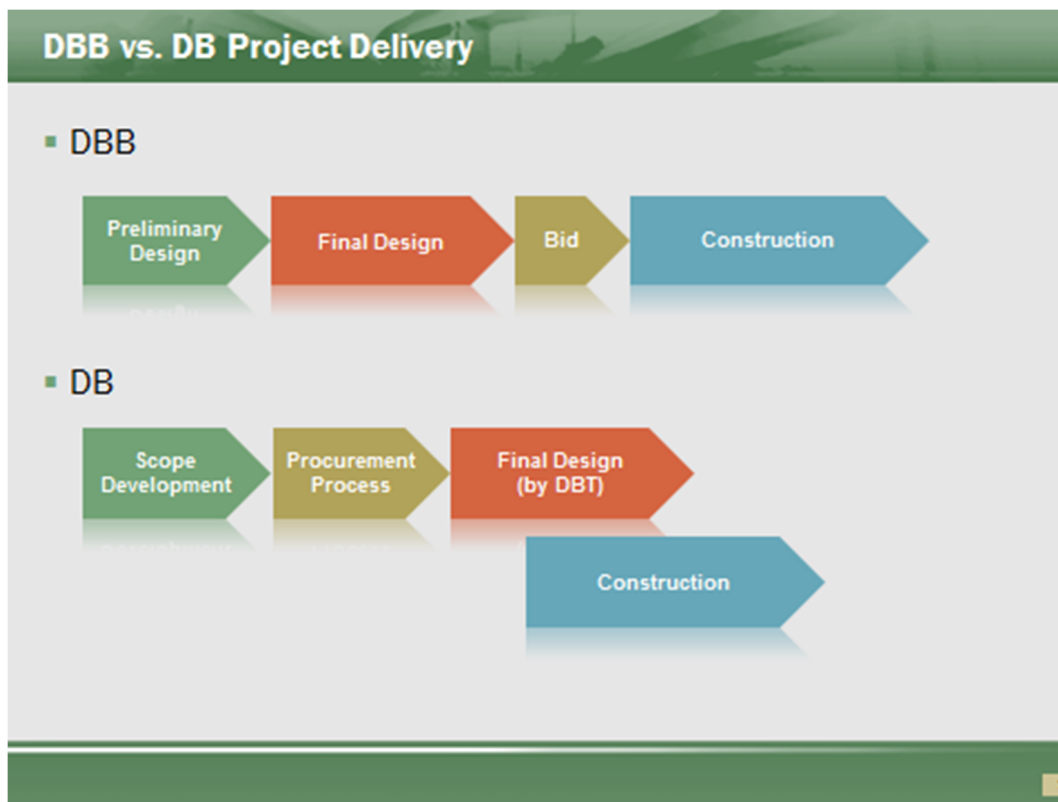 DBB vs. DB Project Delivery
DBB
Preliminary
Design
Final Design
Bid
Construction
DB
Scope
Development
Procurement
Process
Final Design
(by DBT)
Construction